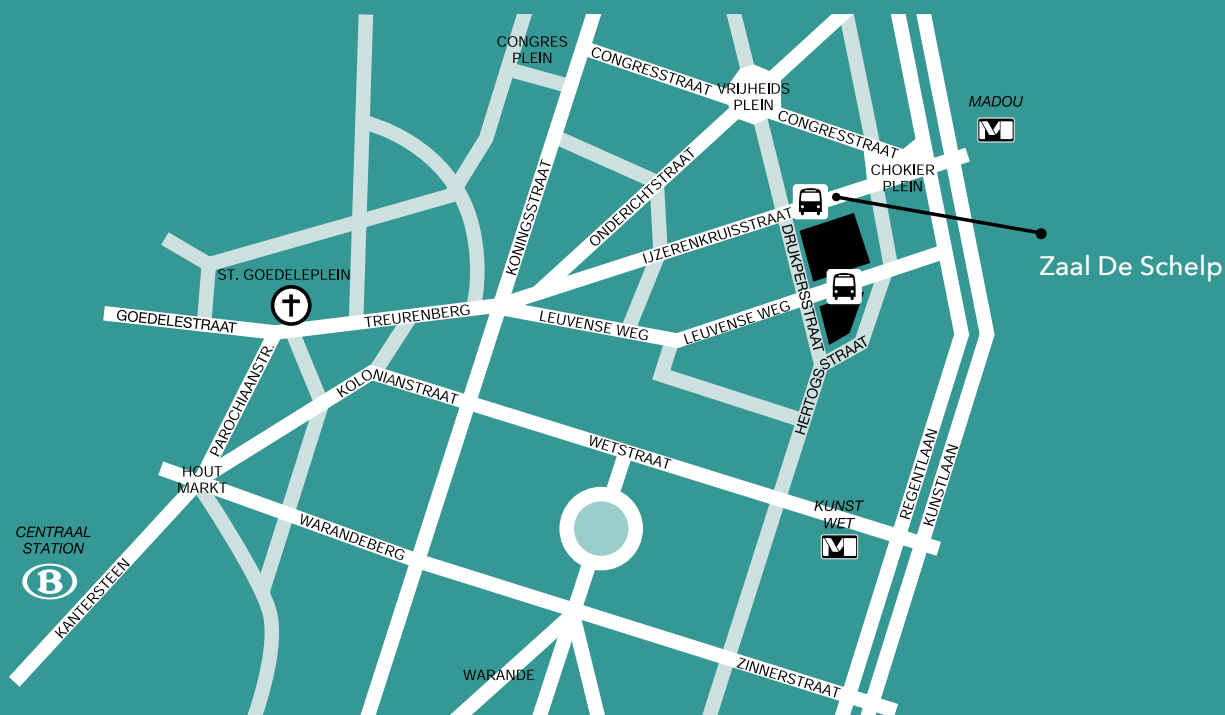 CONGRES
PLEIN
CONGRESSTRAAT
VRIJHEIDS
PLEIN
CONGRESSTRAAT
MADOU
M
CHOKIER
PLEIN
KONINGSSTRAAT
ONDERICHTSTRAAT
IJZERENKRUISSTRAAT
DRUKPERSSTRAAT
Zaal De Schelp
ST. GOEDELEPLEIN
GOEDELESTRAAT
TREURENBERG
LEUVENSE WEG
LEUVENSE WEG
HERTOGSSTRAAT
PAROCHIAANSTR.
KOLONIANSTRAAT
WETSTRAAT
REGENTLAAN
KUNSTLAAN
HOUT
MARKT
KUNST
WET
M
CENTRAAL
STATION
B
KANTERSTEEN
WARANDEBERG
WARANDE
ZINNERSTRAAT